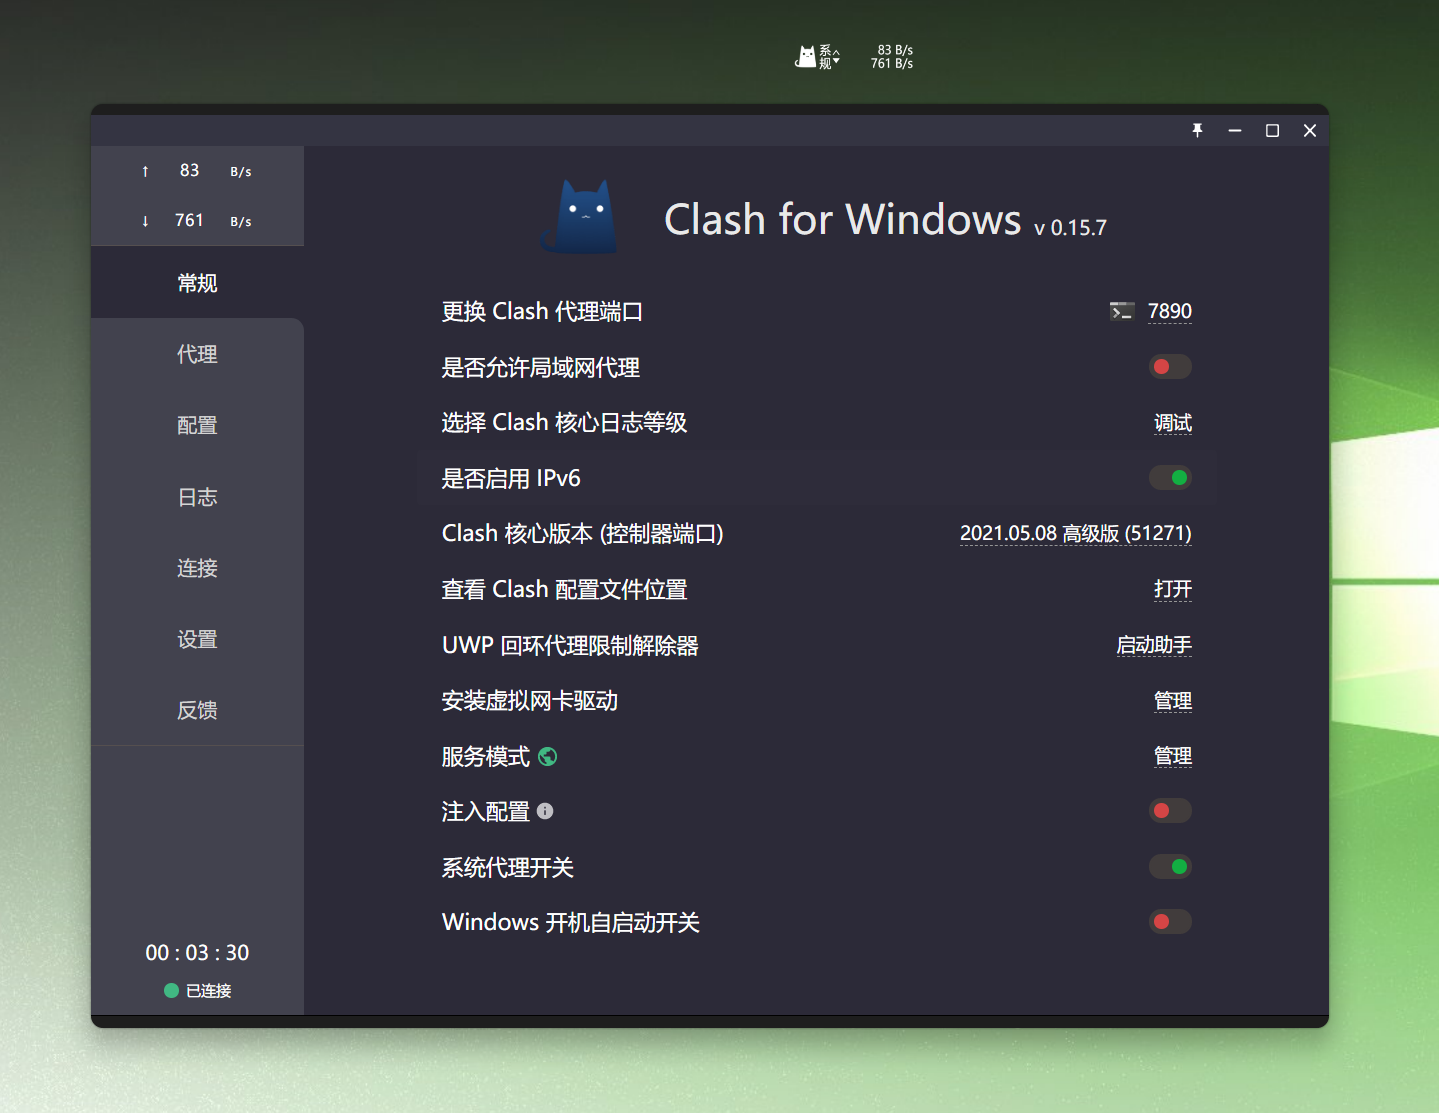 系 83 B/s
规 761 B/s
↑ 83 B/s
↓ 761 B/s
常规
代理
配置
日志
连接
设置
反馈
00 : 03 : 30
已连接
Clash for Windows v 0.15.7
更换 Clash 代理端口 7890
是否允许局域网代理
选择 Clash 核心日志等级 调试
是否启用 IPv6
Clash 核心版本 (控制器端口) 2021.05.08 高级版 (51271)
查看 Clash 配置文件位置 打开
UWP 回环代理限制解除器 启动助手
安装虚拟网卡驱动 管理
服务模式 管理
注入配置
系统代理开关
Windows 开机自启动开关